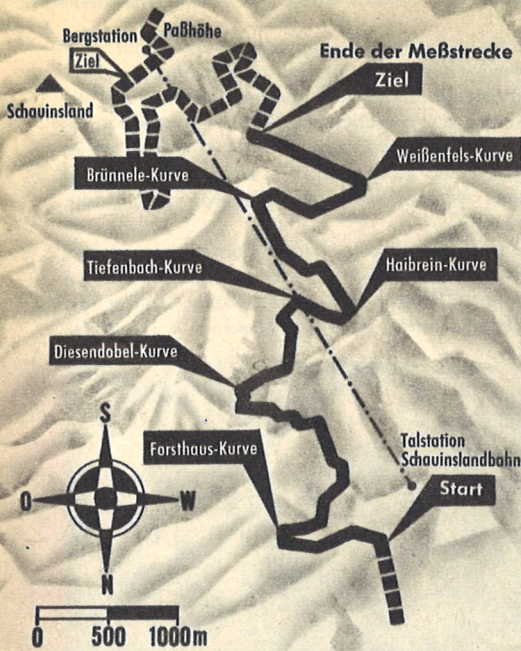 Bergstation
Paßhöhe
Ziel
Schauinsland
Ende der Meßstrecke
Ziel
Weißenfels-Kurve
Brünnele-Kurve
Tiefenbach-Kurve
Haibrein-Kurve
Diesendobel-Kurve
Forsthaus-Kurve
Talstation
Schauinslandbahn
Start
S
O
W
N
0 500 1000m